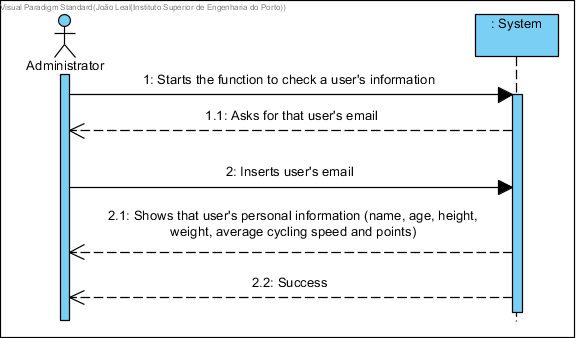 Visual Paradigm Standard(João Leal(Instituto Superior de Engenharia do Porto))
: System
Administrator
1: Starts the function to check a user's information
1.1: Asks for that user's email
2: Inserts user's email
2.1: Shows that user's personal information (name, age, height,
weight, average cycling speed and points)
2.2: Success